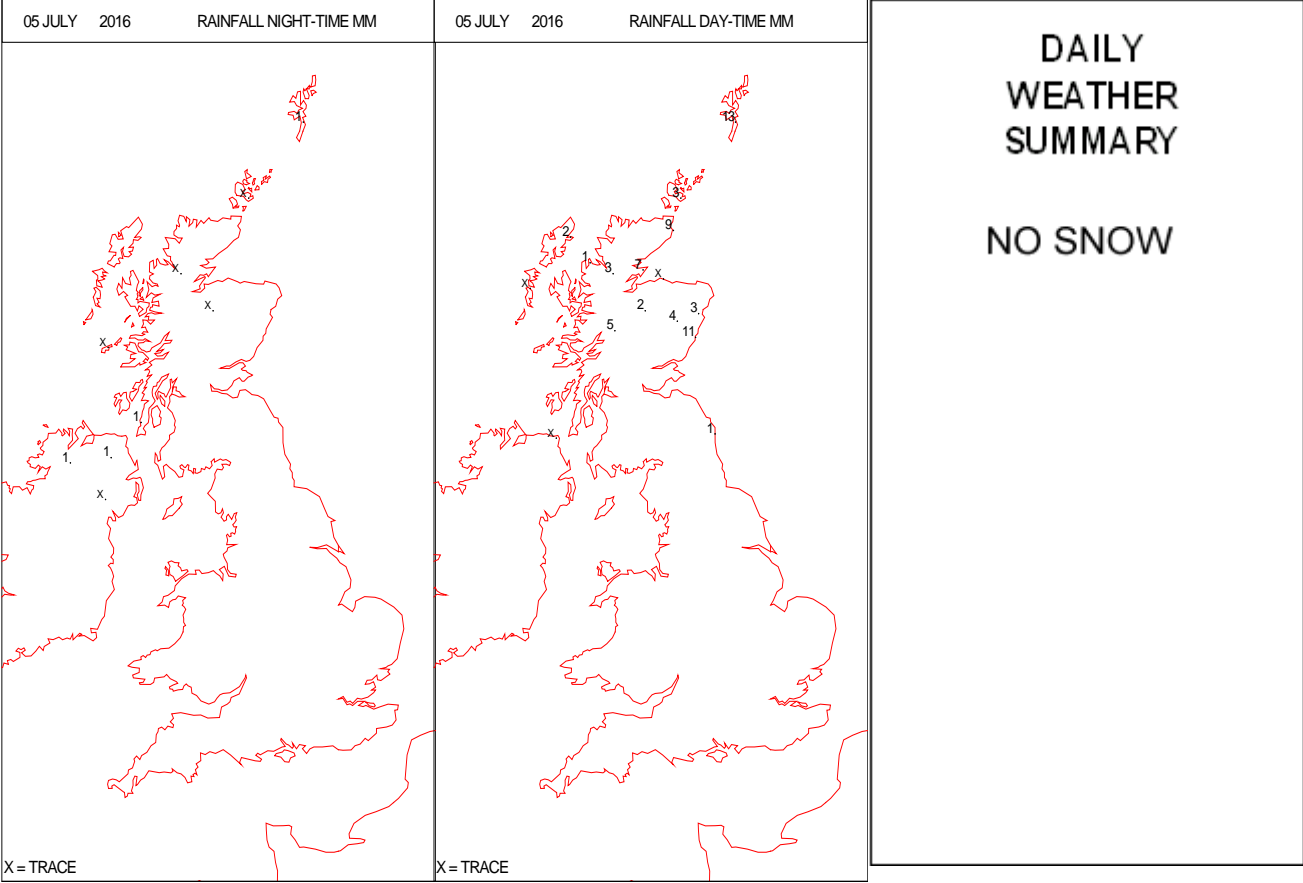 05 JULY 2016 RAINFALL NIGHT-TIME MM
1
X
X
X
X
1
1
1
X
X = TRACE
05 JULY 2016 RAINFALL DAY-TIME MM
13
3
9
2
1
3
7
X
X
2
3
4
5
11
1
X
X = TRACE
DAILY
WEATHER
SUMMARY
NO SNOW